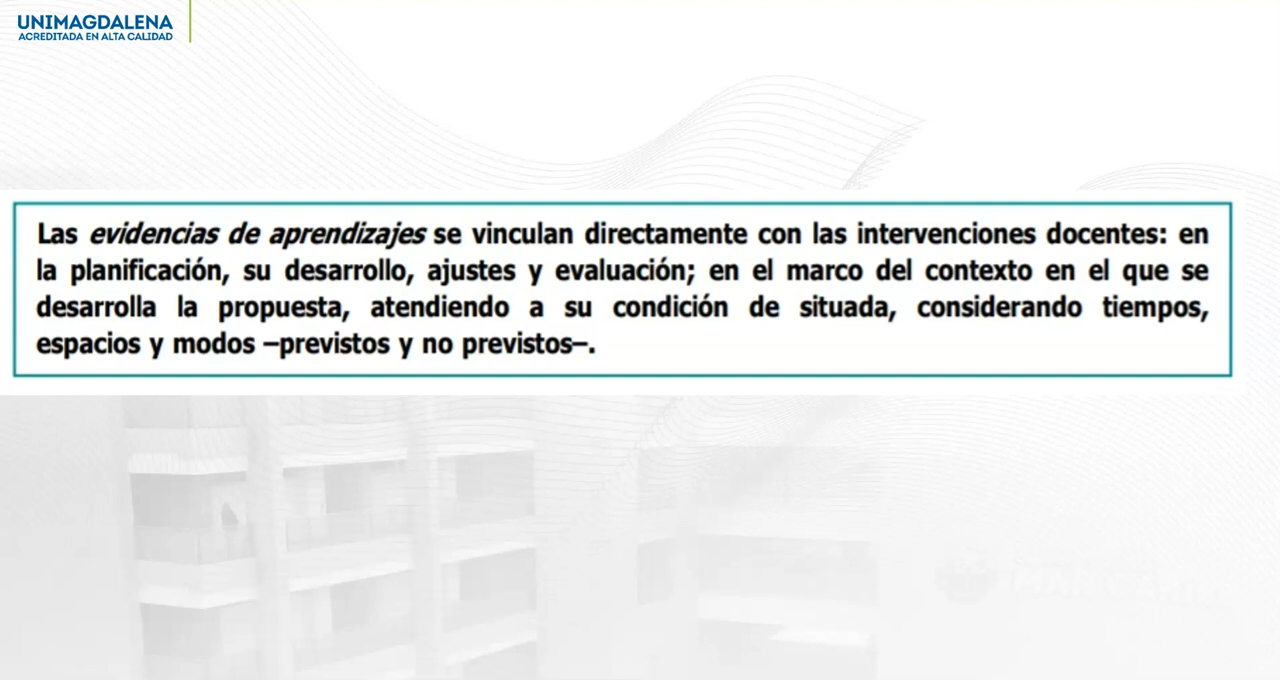 UNIMAGDALENA
ACREDITADA EN ALTA CALIDAD
Las evidencias de aprendizajes se vinculan directamente con las intervenciones docentes: en
la planificación, su desarrollo, ajustes y evaluación; en el marco del contexto en el que se
desarrolla la propuesta, atendiendo a su condición de situada, considerando tiempos,
espacios y modos –previstos y no previstos–.